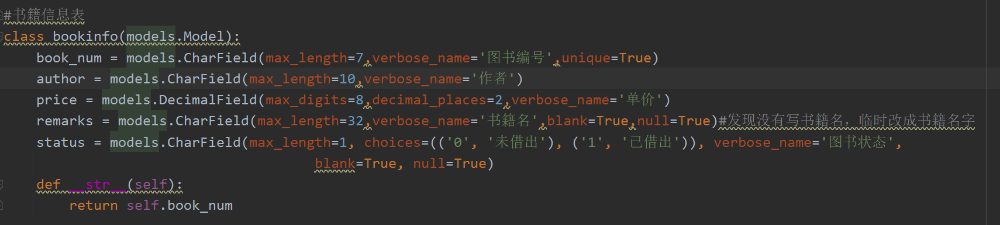 #书籍信息表
class bookinfo(models.Model):
    book_num = models.CharField(max_length=7,verbose_name='图书编号',unique=True)
    author = models.CharField(max_length=10,verbose_name='作者')
    price = models.DecimalField(max_digits=8,decimal_places=2,verbose_name='单价')
    remarks = models.CharField(max_length=32,verbose_name='书籍名',blank=True,null=True)#发现没有写书籍名，临时改成书籍名字
    status = models.CharField(max_length=1, choices=(('0', '未借出'), ('1', '已借出')), verbose_name='图书状态',
                                      blank=True, null=True)
    def __str__(self):
        return self.book_num